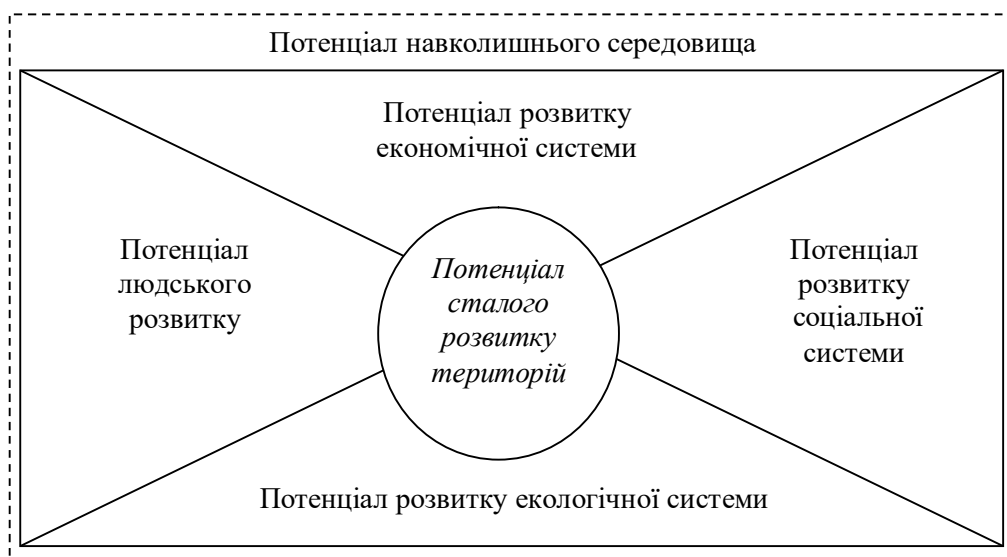 Потенціал навколишнього середовища
Потенціал розвитку
економічної системи
Потенціал
людського
розвитку
Потенціал
сталого
розвитку
територій
Потенціал
розвитку
соціальної
системи
Потенціал розвитку екологічної системи